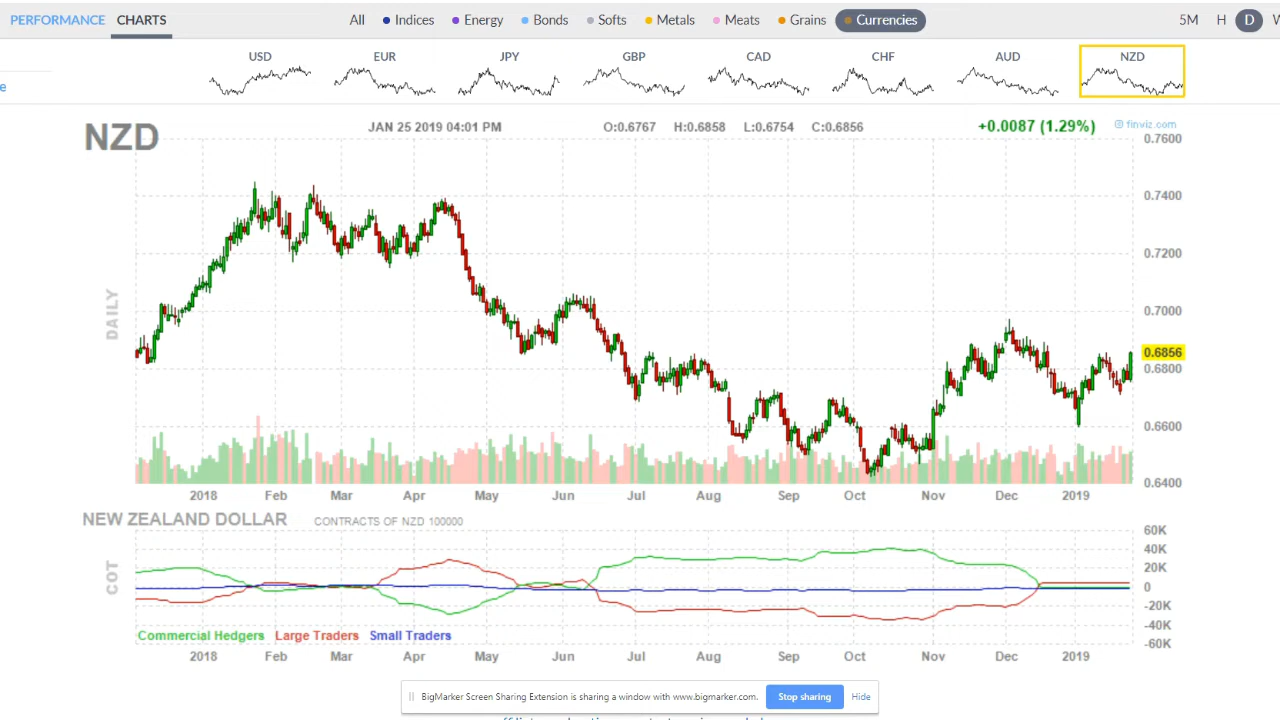 PERFORMANCE CHARTS All Indices Energy Bonds Softs Metals Meats Grains Currencies 5M H D W
USD EUR JPY GBP CAD CHF AUD NZD
e
NZD JAN 25 2019 04:01 PM O:0.6767 H:0.6858 L:0.6754 C:0.6856 +0.0087 (1.29%) © finviz.com
0.7600
0.7400
0.7200
0.7000
0.6856
0.6800
0.6600
0.6400
DAILY
2018 Feb Mar Apr May Jun Jul Aug Sep Oct Nov Dec 2019
NEW ZEALAND DOLLAR CONTRACTS OF NZD 100000
60K
40K
20K
0
-20K
-40K
-60K
COT
Commercial Hedgers Large Traders Small Traders
2018 Feb Mar Apr May Jun Jul Aug Sep Oct Nov Dec 2019
BigMarker Screen Sharing Extension is sharing a window with www.bigmarker.com. Stop sharing Hide